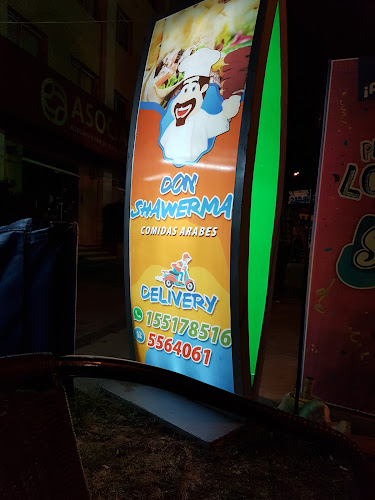 ASOC
DON
SHAWERMA
COMIDAS ARABES
DELIVERY
155178516
5564061